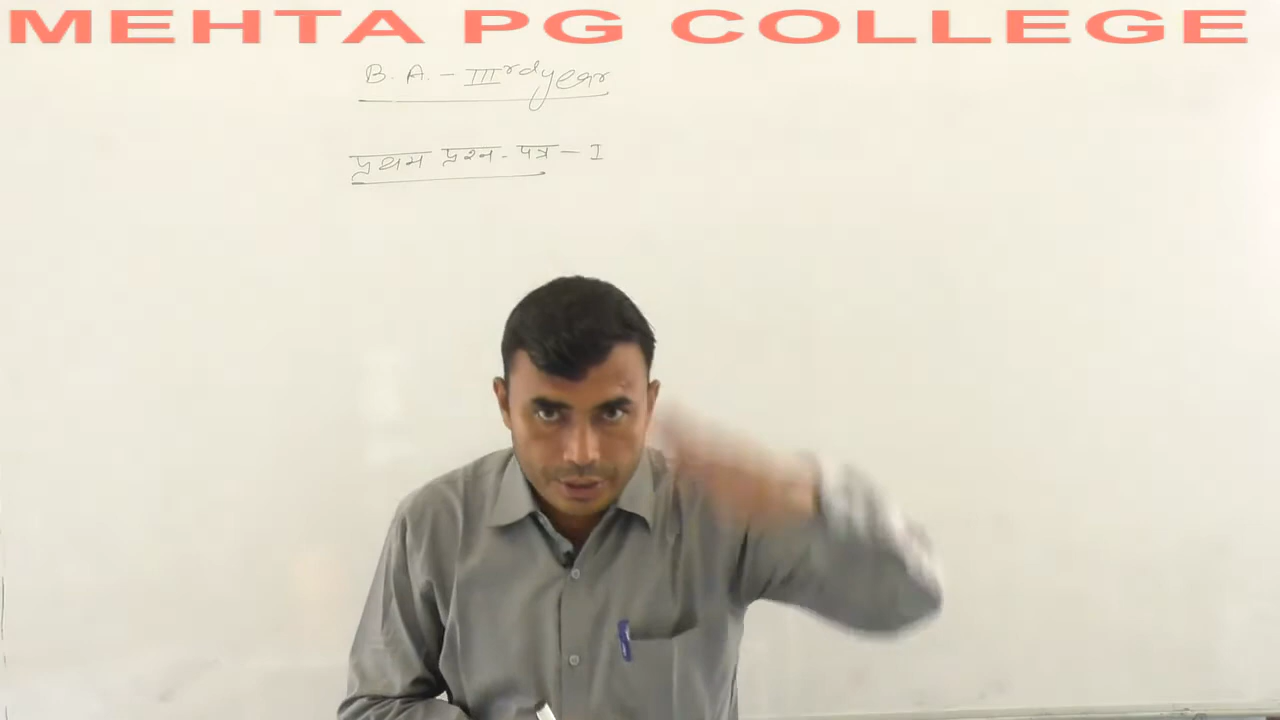 MEHTA PG COLLEGE
B. A. - IIIrd year
प्रथम प्रश्न-पत्र - I